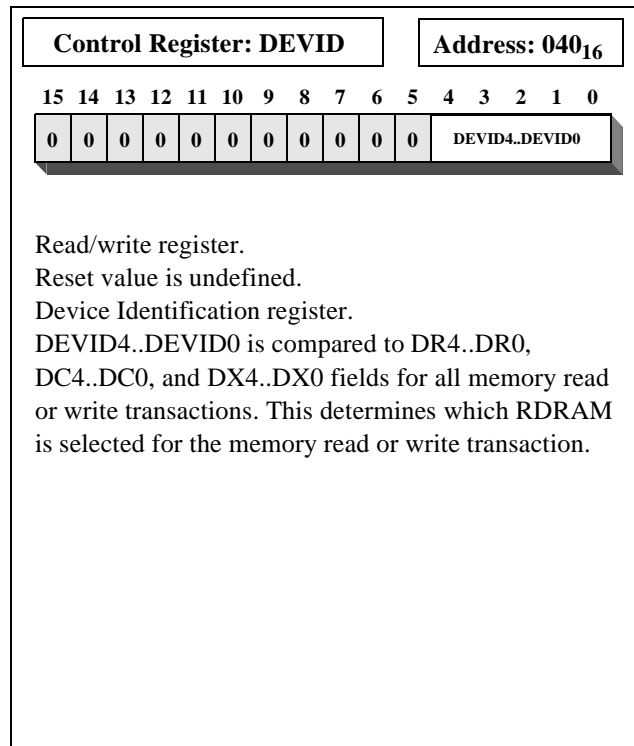 Control Register: DEVID Address: 040₁₆
15 14 13 12 11 10 9 8 7 6 5 4 3 2 1 0
0 0 0 0 0 0 0 0 0 0 0 DEVID4..DEVID0
Read/write register.
Reset value is undefined.
Device Identification register.
DEVID4..DEVID0 is compared to DR4..DR0,
DC4..DC0, and DX4..DX0 fields for all memory read
or write transactions. This determines which RDRAM
is selected for the memory read or write transaction.